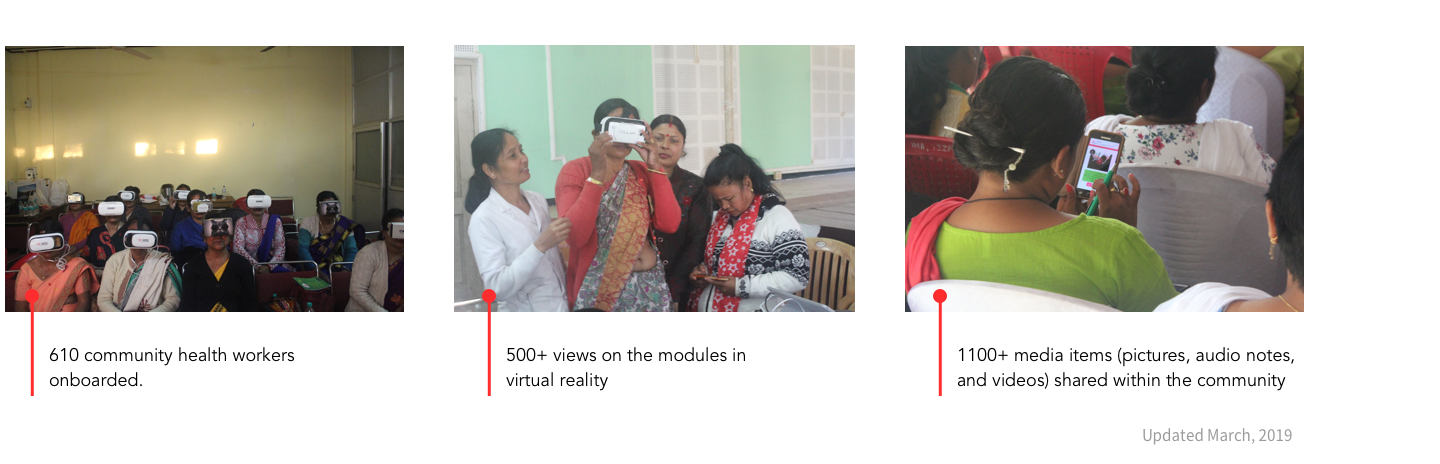 610 community health workers
onboarded.
500+ views on the modules in
virtual reality
1100+ media items (pictures, audio notes,
and videos) shared within the community
Updated March, 2019